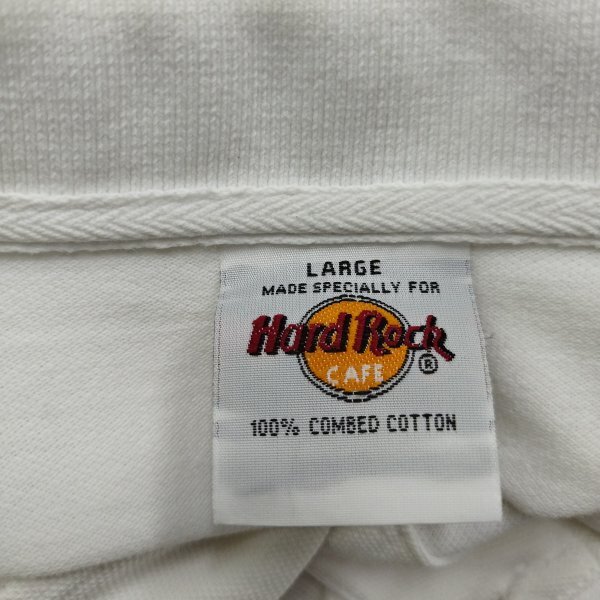 LARGE
MADE SPECIALLY FOR
Hard Rock
CAFE ®
100% COMBED COTTON